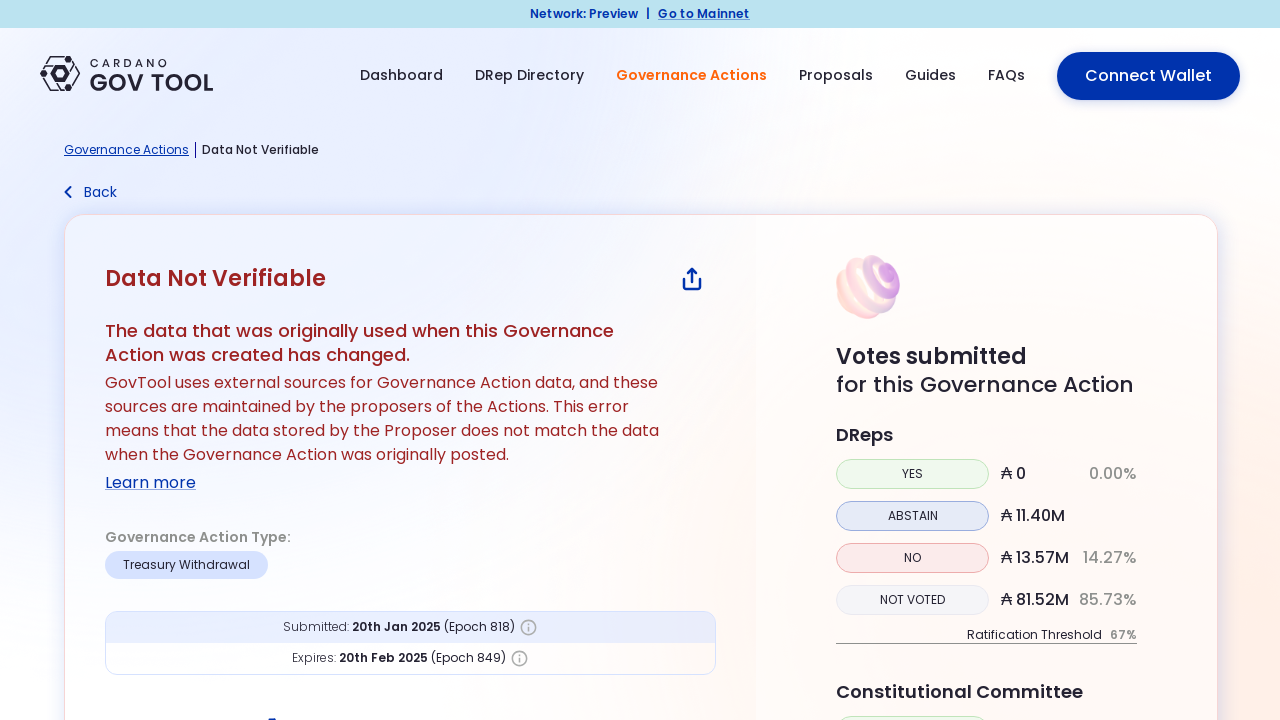 Network: Preview | Go to Mainnet
CARDANO
GOV TOOL
Dashboard
DRep Directory
Governance Actions
Proposals
Guides
FAQs
Connect Wallet
Governance Actions | Data Not Verifiable
Back
Data Not Verifiable
The data that was originally used when this Governance
Action was created has changed.
GovTool uses external sources for Governance Action data, and these
sources are maintained by the proposers of the Actions. This error
means that the data stored by the Proposer does not match the data
when the Governance Action was originally posted.
Learn more
Governance Action Type:
Treasury Withdrawal
Submitted: 20th Jan 2025 (Epoch 818)
Expires: 20th Feb 2025 (Epoch 849)
Votes submitted
for this Governance Action
DReps
YES ₳ 0 0.00%
ABSTAIN ₳ 11.40M
NO ₳ 13.57M 14.27%
NOT VOTED ₳ 81.52M 85.73%
Ratification Threshold 67%
Constitutional Committee